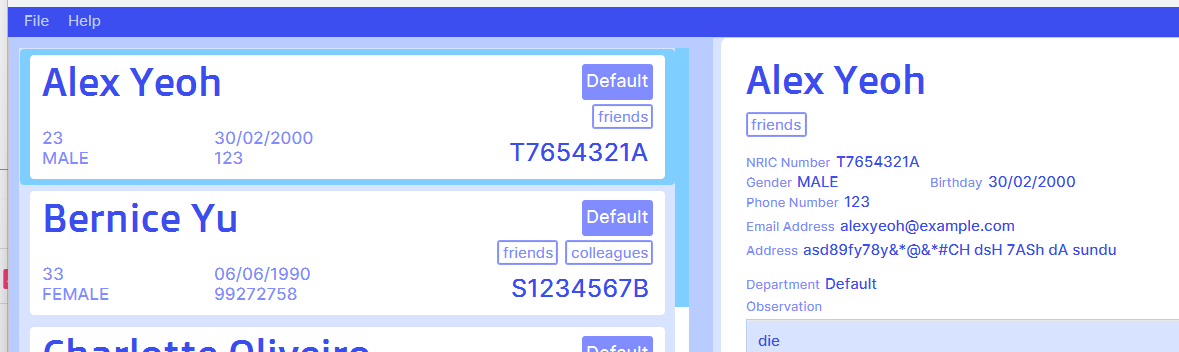 File Help
Alex Yeoh
Default
friends
23 30/02/2000
MALE 123
T7654321A
Bernice Yu
Default
friends colleagues
33 06/06/1990
FEMALE 99272758
S1234567B
Charlotte Oliveiro
Default
Alex Yeoh
friends
NRIC Number T7654321A
Gender MALE Birthday 30/02/2000
Phone Number 123
Email Address alexyeoh@example.com
Address asd89fy78y&*@&*#CH dsH 7ASh dA sundu
Department Default
Observation
die